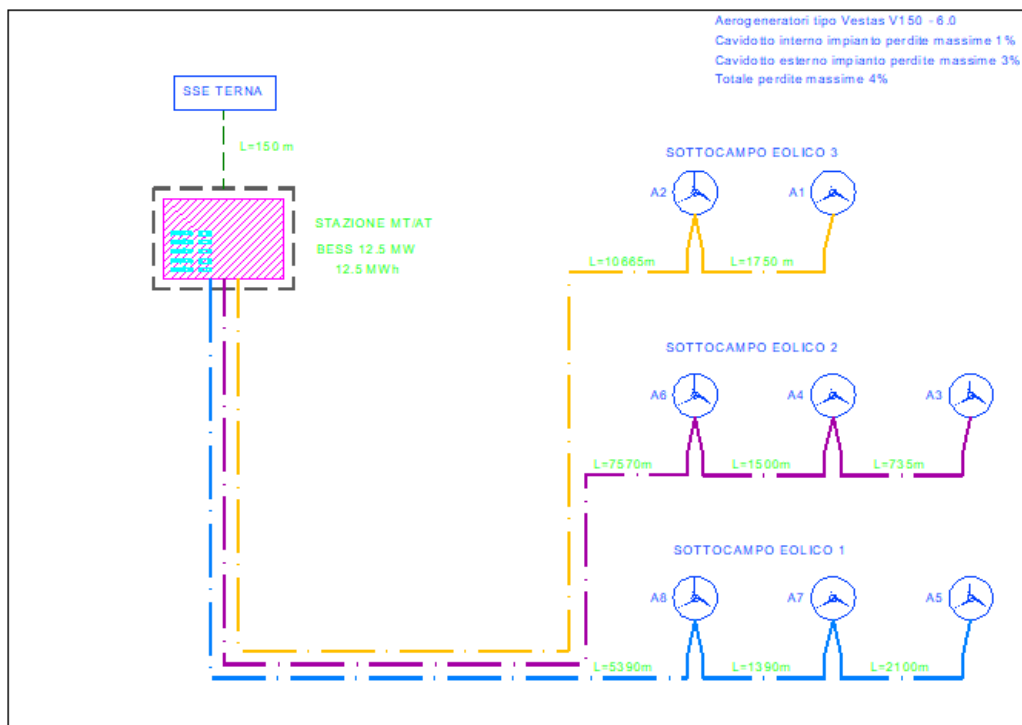 Aerogeneratori tipo Vestas V150 - 6.0
Cavidotto interno impianto perdite massime 1%
Cavidotto esterno impianto perdite massime 3%
Totale perdite massime 4%
SSE TERNA
L=150 m
STAZIONE MT/AT
BESS 12.5 MW
12.5 MWh
SOTTOCAMPO EOLICO 3
A2
A1
L=10665m
L=1750 m
SOTTOCAMPO EOLICO 2
A6
A4
A3
L=7570m
L=1500m
L=735m
SOTTOCAMPO EOLICO 1
A8
A7
A5
L=5390m
L=1390m
L=2100m